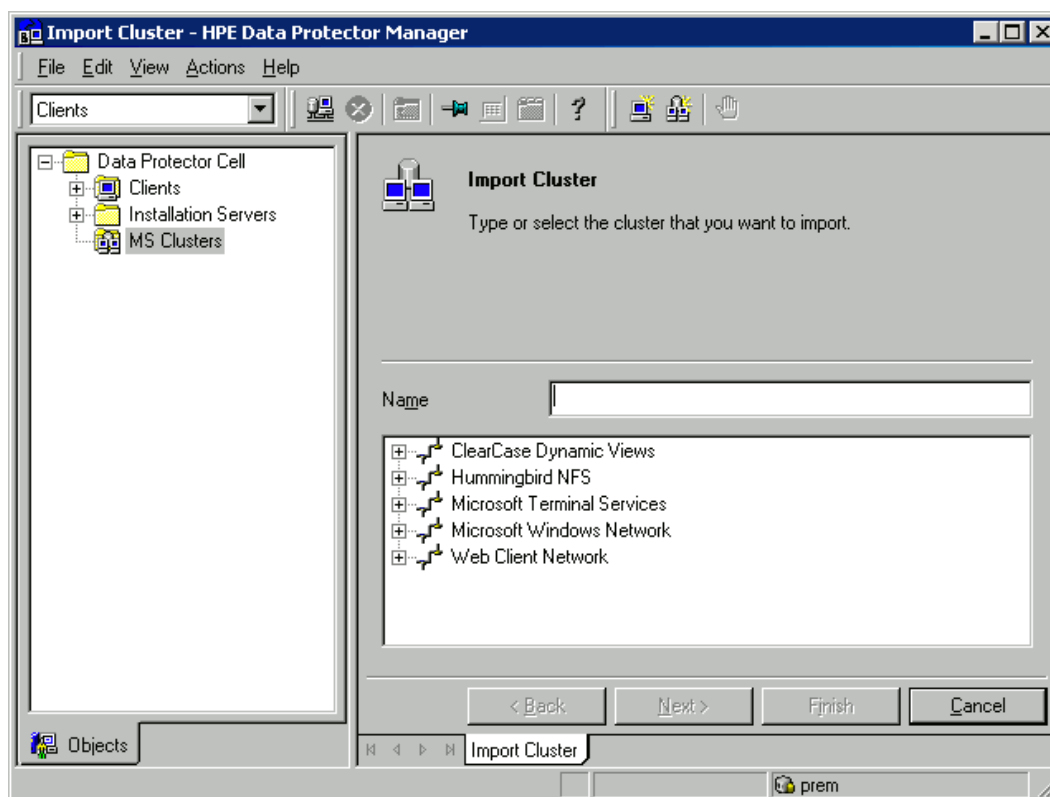 Import Cluster - HPE Data Protector Manager
File Edit View Actions Help
Clients
?
Data Protector Cell
Clients
Installation Servers
MS Clusters
Objects
Import Cluster
Type or select the cluster that you want to import.
Name
ClearCase Dynamic Views
Hummingbird NFS
Microsoft Terminal Services
Microsoft Windows Network
Web Client Network
< Back Next > Finish Cancel
Import Cluster
prem